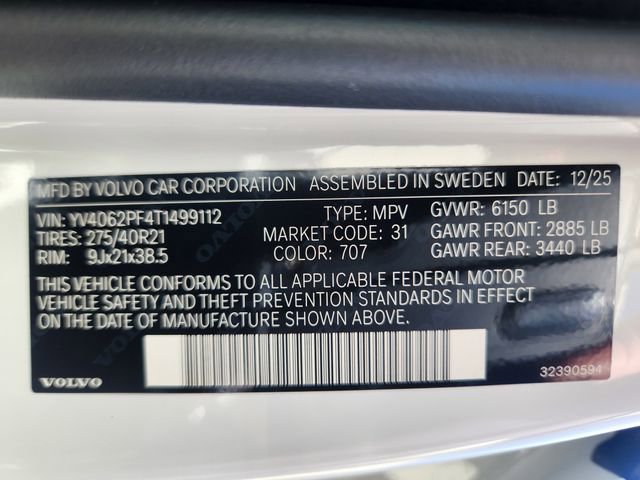 MFD BY VOLVO CAR CORPORATION ASSEMBLED IN SWEDEN DATE: 12/25
VIN: YV4062PF4T1499112 TYPE: MPV GVWR: 6150 LB
TIRES: 275/40R21 MARKET CODE: 31 GAWR FRONT: 2885 LB
RIM: 9Jx21x38.5 COLOR: 707 GAWR REAR: 3440 LB
THIS VEHICLE CONFORMS TO ALL APPLICABLE FEDERAL MOTOR
VEHICLE SAFETY AND THEFT PREVENTION STANDARDS IN EFFECT
ON THE DATE OF MANUFACTURE SHOWN ABOVE.
VOLVO 32390594